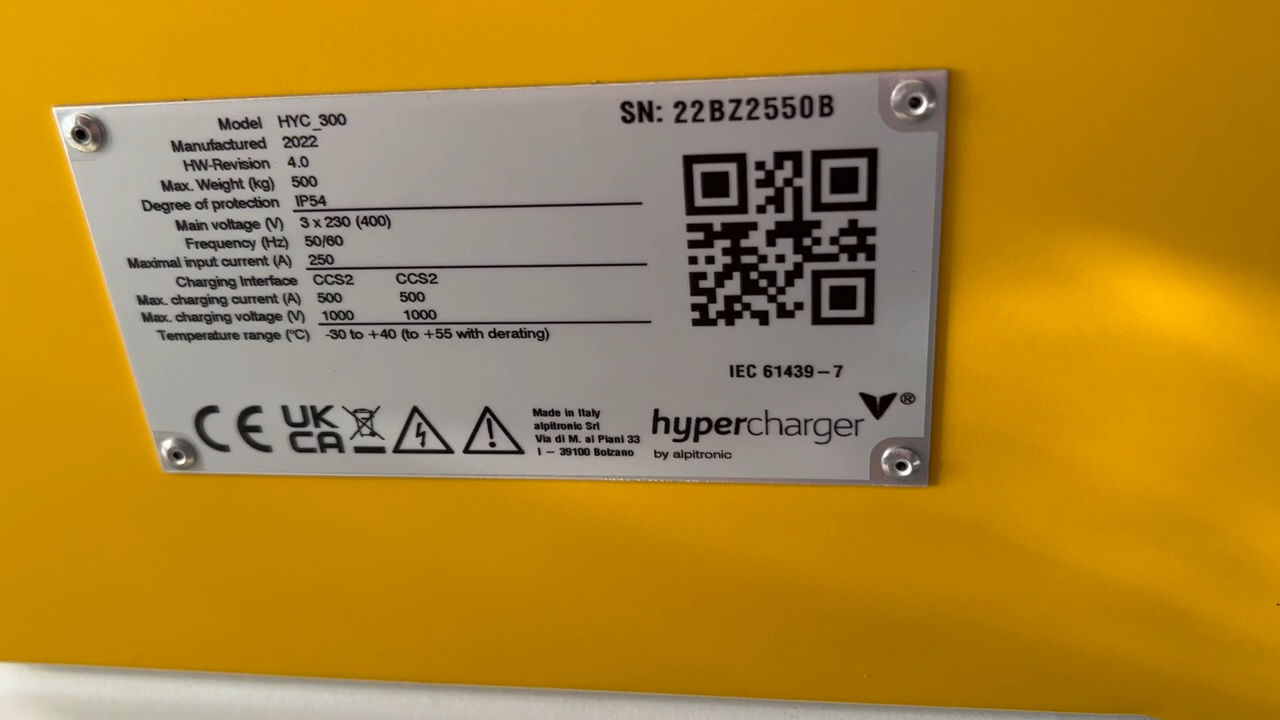 SN: 22BZ2550B
Model HYC_300
Manufactured 2022
HW-Revision 4.0
Max. Weight (kg) 500
Degree of protection IP54
Main voltage (V) 3 x 230 (400)
Frequency (Hz) 50/60
Maximal input current (A) 250
Charging Interface CCS2 CCS2
Max. charging current (A) 500 500
Max. charging voltage (V) 1000 1000
Temperature range (°C) -30 to +40 (to +55 with derating)
IEC 61439-7
CE
UK
CA
Made in Italy
alpitronic Srl
Via di M. ai Piani 33
I - 39100 Bolzano
hypercharger ®
by alpitronic